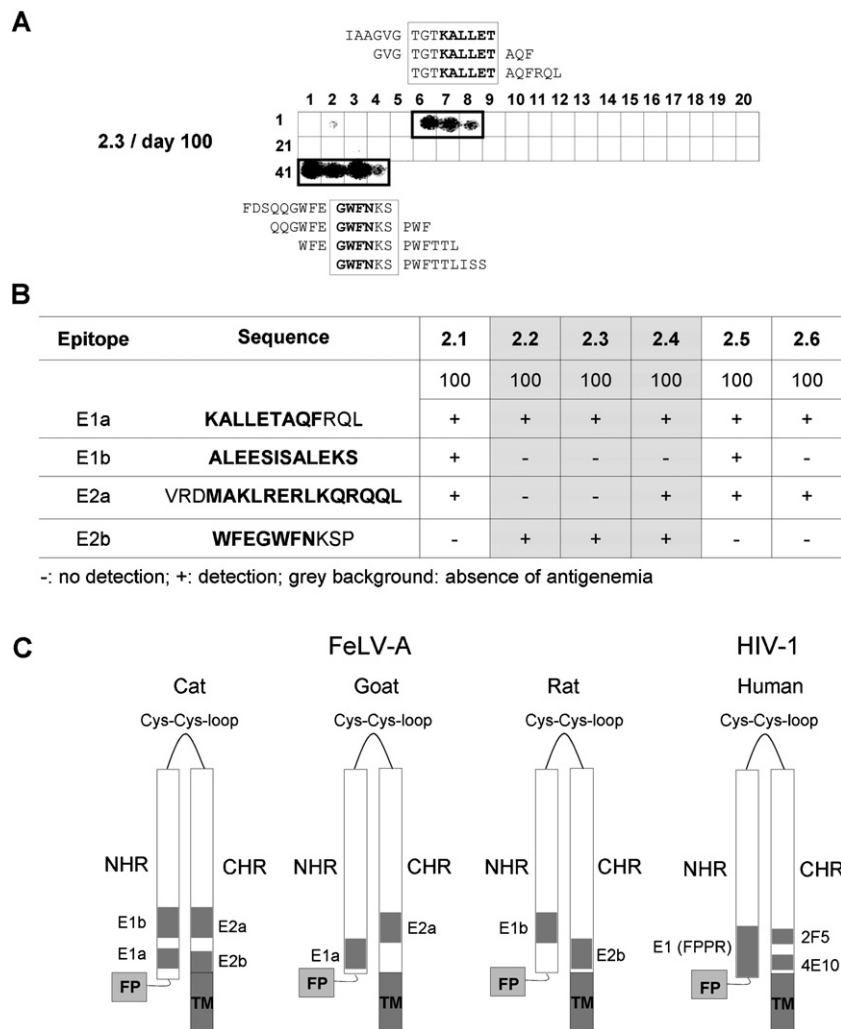 A
IAAGVG TGTKALLET
GVG TGTKALLET AQF
TGTKALLET AQFRQL
1 2 3 4 5 6 7 8 9 10 11 12 13 14 15 16 17 18 19 20
1
2.3 / day 100
21
41
FDSQQGWFE GWFNKS
QQGWFE GWFNKS PWF
WFE GWFNKS PWFTTL
GWFNKS PWFTTLISS
B
Epitope Sequence 2.1 2.2 2.3 2.4 2.5 2.6
100 100 100 100 100 100
E1a KALLETAQFRQL + + + + + +
E1b ALEESISALEKS + - - - + -
E2a VRDMAKLRERLKQRQQL + - - + + +
E2b WFEGWFNKSP - + + + - -
-: no detection; +: detection; grey background: absence of antigenemia
C
FeLV-A HIV-1
Cat Goat Rat Human
Cys-Cys-loop Cys-Cys-loop Cys-Cys-loop Cys-Cys-loop
NHR CHR NHR CHR NHR CHR NHR CHR
E1b E2a E2a E1b 2F5
E1a E2b E1a E2b E1 (FPPR) 4E10
FP TM FP TM FP TM FP TM